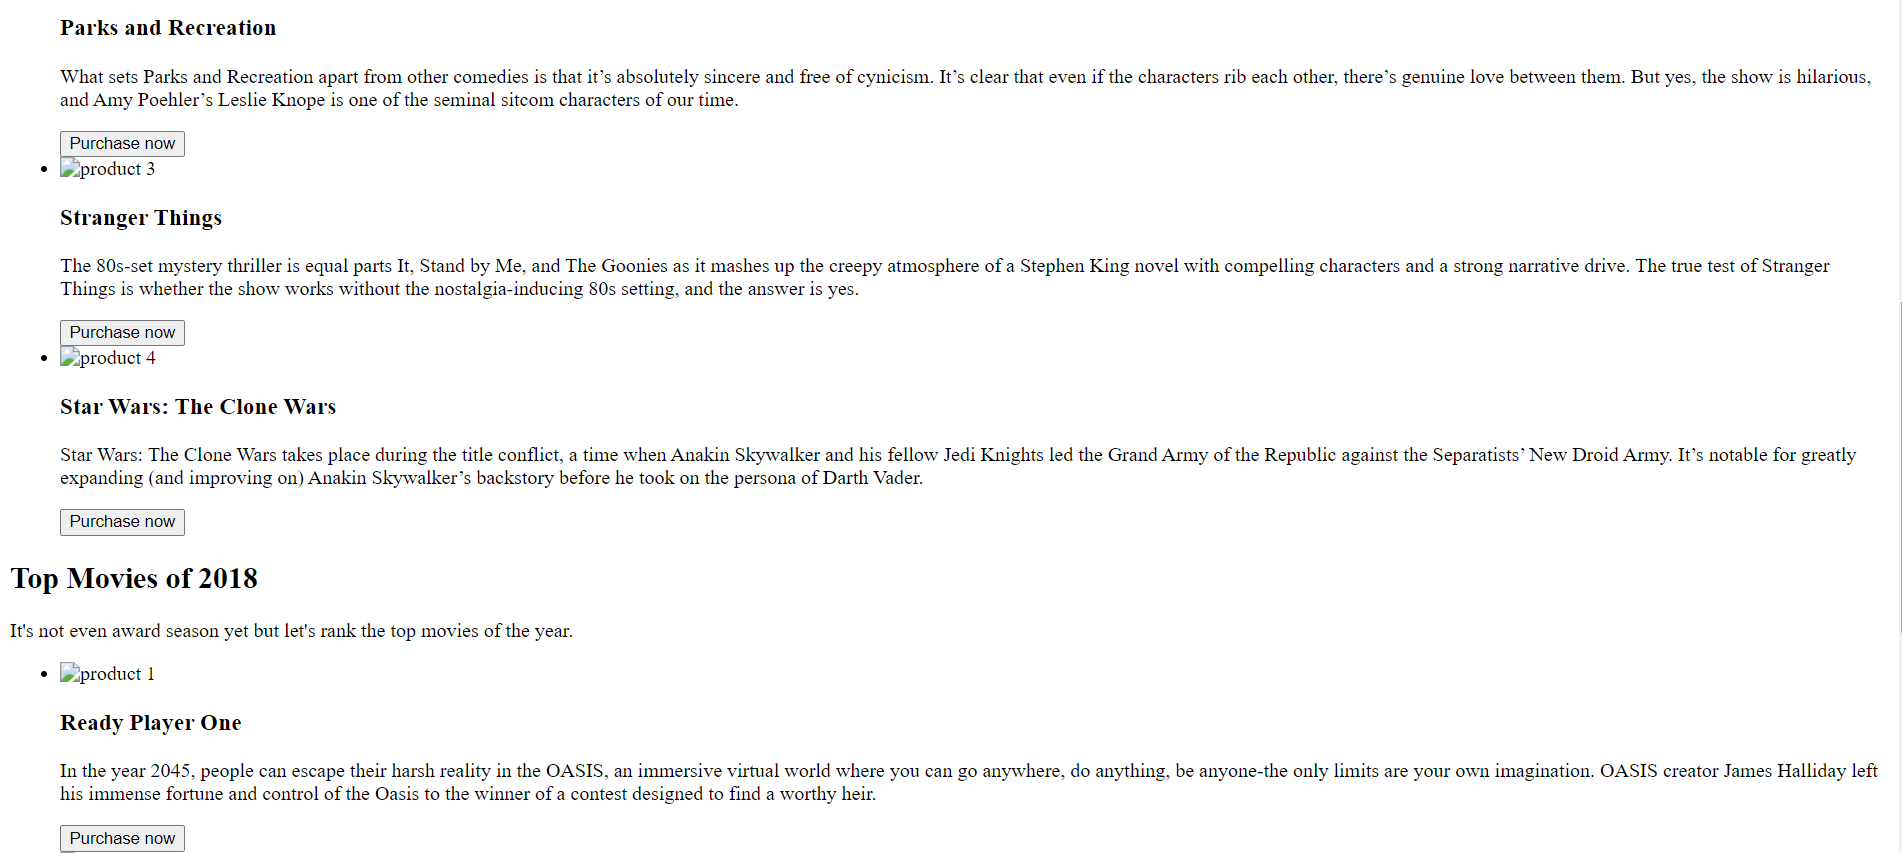 Parks and Recreation
What sets Parks and Recreation apart from other comedies is that it’s absolutely sincere and free of cynicism. It’s clear that even if the characters rib each other, there’s genuine love between them. But yes, the show is hilarious,
and Amy Poehler’s Leslie Knope is one of the seminal sitcom characters of our time.
Purchase now
product 3
Stranger Things
The 80s-set mystery thriller is equal parts It, Stand by Me, and The Goonies as it mashes up the creepy atmosphere of a Stephen King novel with compelling characters and a strong narrative drive. The true test of Stranger
Things is whether the show works without the nostalgia-inducing 80s setting, and the answer is yes.
Purchase now
product 4
Star Wars: The Clone Wars
Star Wars: The Clone Wars takes place during the title conflict, a time when Anakin Skywalker and his fellow Jedi Knights led the Grand Army of the Republic against the Separatists’ New Droid Army. It’s notable for greatly
expanding (and improving on) Anakin Skywalker’s backstory before he took on the persona of Darth Vader.
Purchase now
Top Movies of 2018
It's not even award season yet but let's rank the top movies of the year.
product 1
Ready Player One
In the year 2045, people can escape their harsh reality in the OASIS, an immersive virtual world where you can go anywhere, do anything, be anyone-the only limits are your own imagination. OASIS creator James Halliday left
his immense fortune and control of the Oasis to the winner of a contest designed to find a worthy heir.
Purchase now